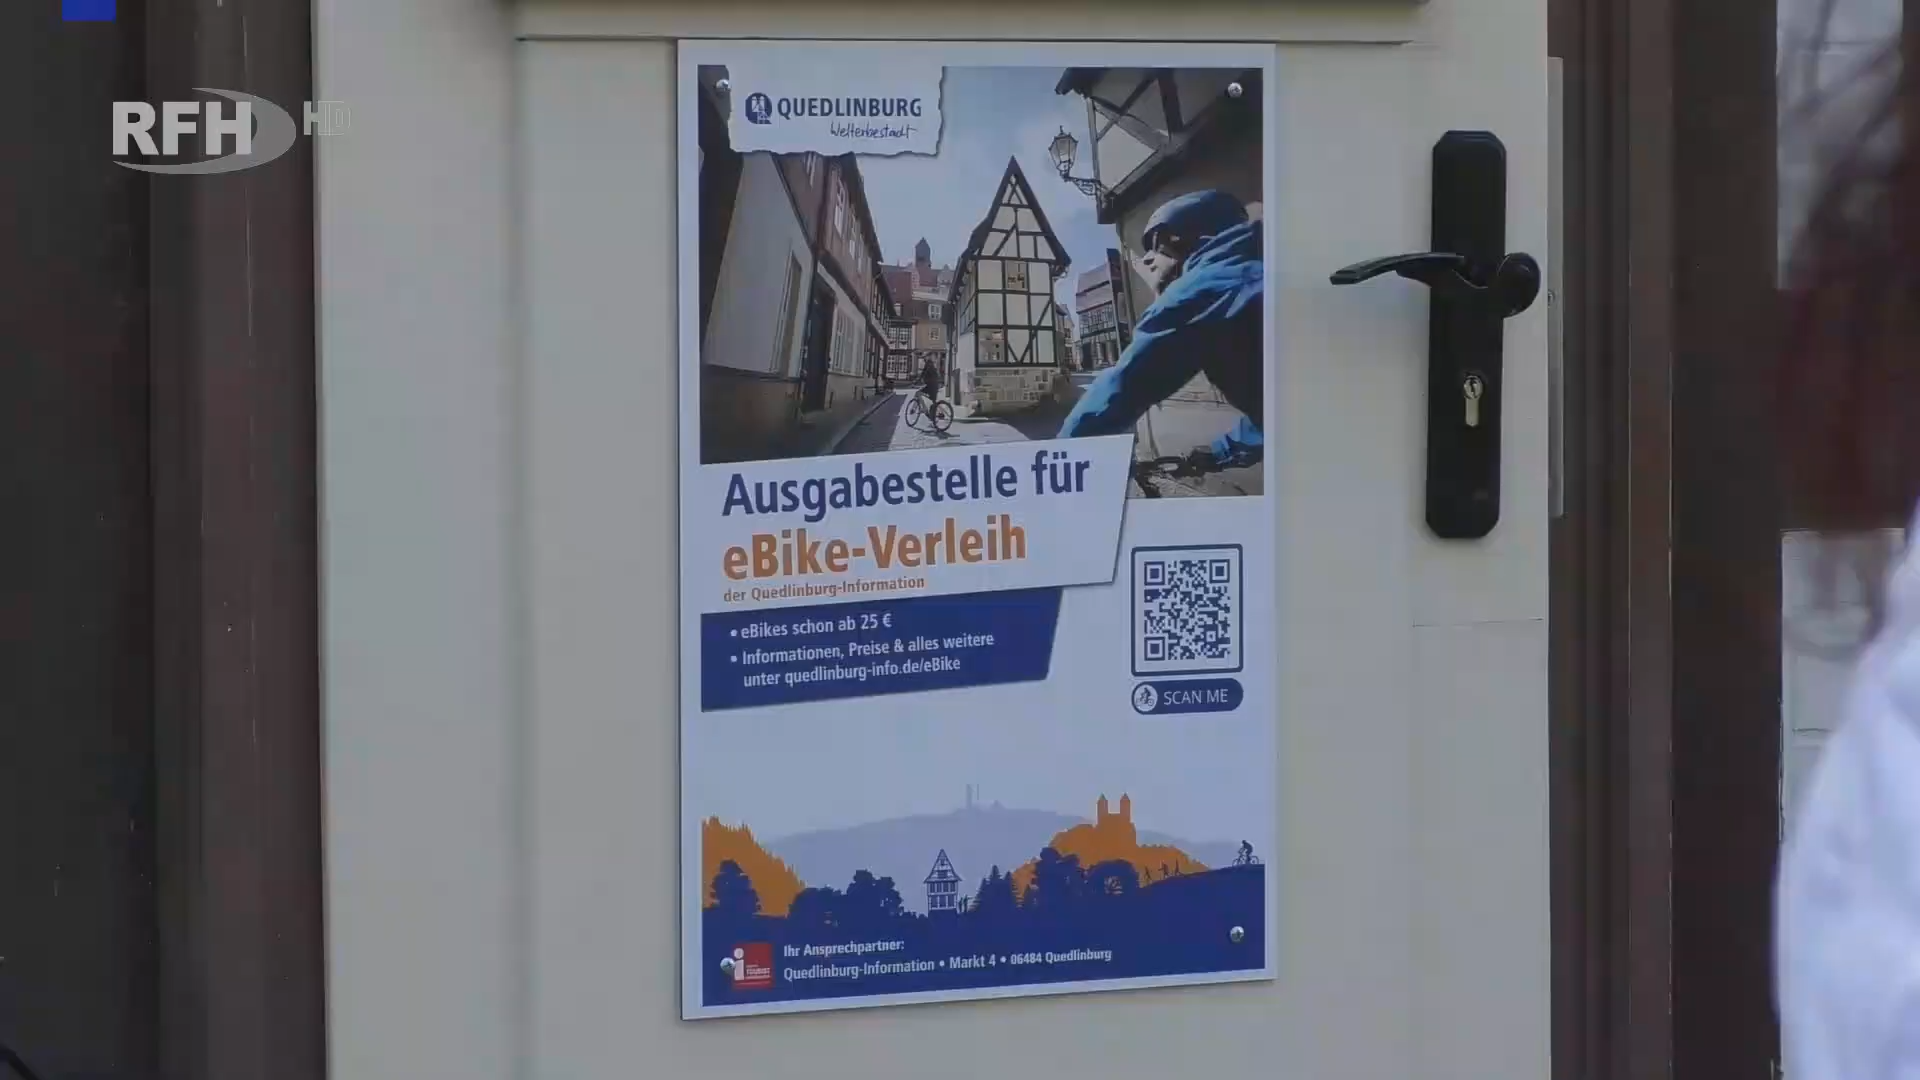 RFH HD
QUEDLINBURG
Welterbestadt
Ausgabestelle für
eBike-Verleih
der Quedlinburg-Information
• eBikes schon ab 25 €
• Informationen, Preise & alles weitere
unter quedlinburg-info.de/eBike
SCAN ME
i
TOURIST
Ihr Ansprechpartner:
Quedlinburg-Information • Markt 4 • 06484 Quedlinburg